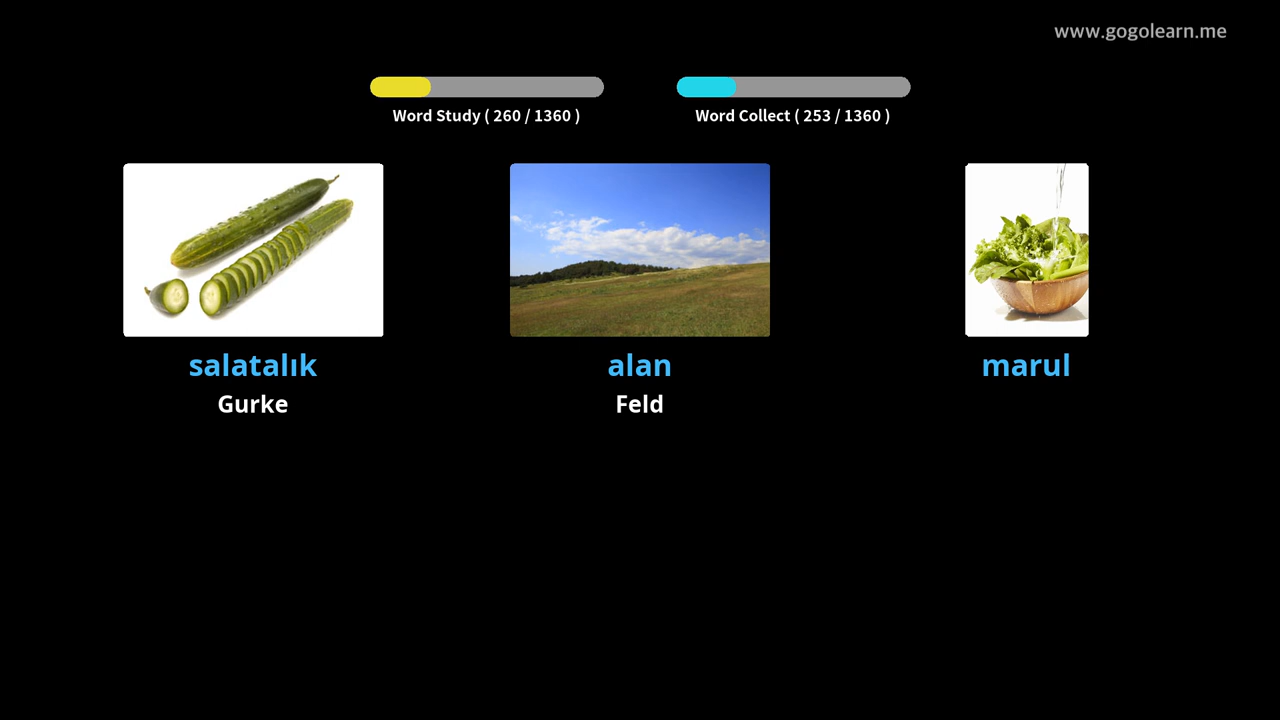 www.gogolearn.me
Word Study ( 260 / 1360 )
Word Collect ( 253 / 1360 )
salatalık
Gurke
alan
Feld
marul